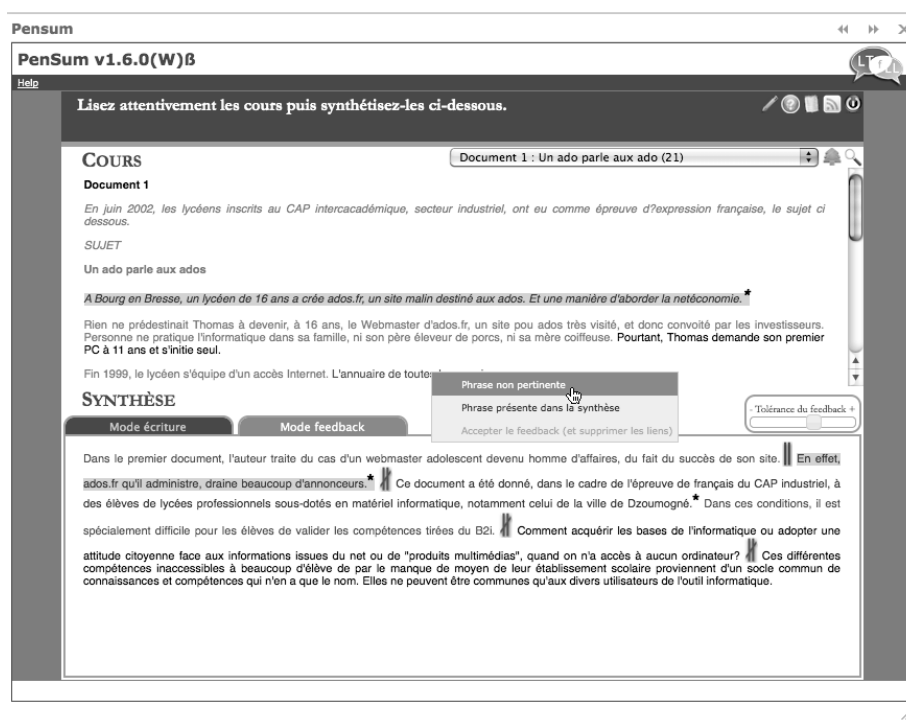 Pensum
PenSum v1.6.0(W)ß
Help
Lisez attentivement les cours puis synthétisez-les ci-dessous.
COURS
Document 1 : Un ado parle aux ado (21)
Document 1
En juin 2002, les lycéens inscrits au CAP intercacadémique, secteur industriel, ont eu comme épreuve d?expression française, le sujet ci
dessous.
SUJET
Un ado parle aux ados
A Bourg en Bresse, un lycéen de 16 ans a crée ados.fr, un site malin destiné aux ados. Et une manière d'aborder la netéconomie.*
Rien ne prédestinait Thomas à devenir, à 16 ans, le Webmaster d'ados.fr, un site pou ados très visité, et donc convoité par les investisseurs.
Personne ne pratique l'informatique dans sa famille, ni son père éleveur de porcs, ni sa mère coiffeuse. Pourtant, Thomas demande son premier
PC à 11 ans et s'initie seul.
Fin 1999, le lycéen s'équipe d'un accès Internet. L'annuaire de toutes
Phrase non pertinente
Phrase présente dans la synthèse
Accepter le feedback (et supprimer les liens)
SYNTHÈSE
- Tolérance du feedback +
Mode écriture
Mode feedback
Dans le premier document, l'auteur traite du cas d'un webmaster adolescent devenu homme d'affaires, du fait du succès de son site. En effet,
ados.fr qu'il administre, draine beaucoup d'annonceurs.* Ce document a été donné, dans le cadre de l'épreuve de français du CAP industriel, à
des élèves de lycées professionnels sous-dotés en matériel informatique, notamment celui de la ville de Dzoumogné.* Dans ces conditions, il est
spécialement difficile pour les élèves de valider les compétences tirées du B2i. Comment acquérir les bases de l'informatique ou adopter une
attitude citoyenne face aux informations issues du net ou de "produits multimédias", quand on n'a accès à aucun ordinateur? Ces différentes
compétences inaccessibles à beaucoup d'élève de par le manque de moyen de leur établissement scolaire proviennent d'un socle commun de
connaissances et compétences qui n'en a que le nom. Elles ne peuvent être communes qu'aux divers utilisateurs de l'outil informatique.